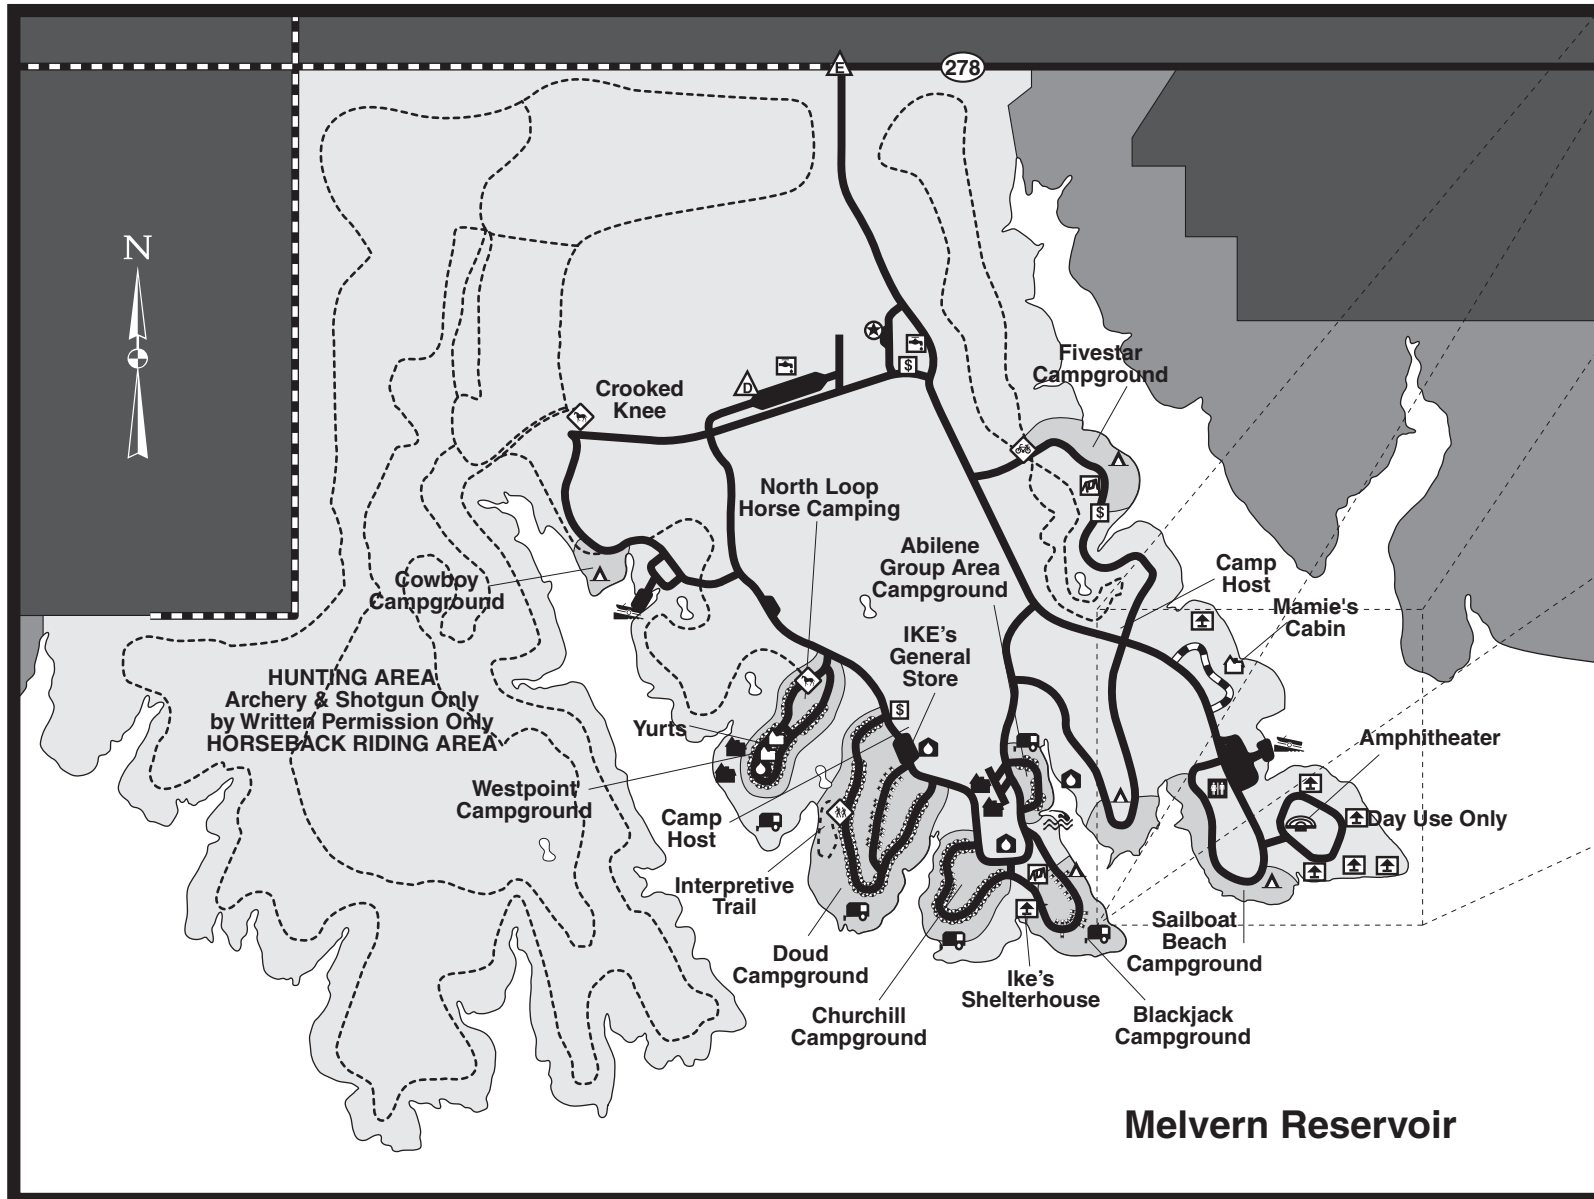 E
278
N
$
D
Crooked
Knee
Fivestar
Campground
North Loop
Horse Camping
$
Abilene
Group Area
Campground
Camp
Host
Cowboy
Campground
Mamie's
Cabin
IKE's
General
Store
HUNTING AREA
Archery & Shotgun Only
by Written Permission Only
HORSEBACK RIDING AREA
$
Yurts
Amphitheater
Westpoint
Campground
Camp
Host
Day Use Only
Interpretive
Trail
Doud
Campground
Sailboat
Beach
Campground
Ike's
Shelterhouse
Churchill
Campground
Blackjack
Campground
Melvern Reservoir